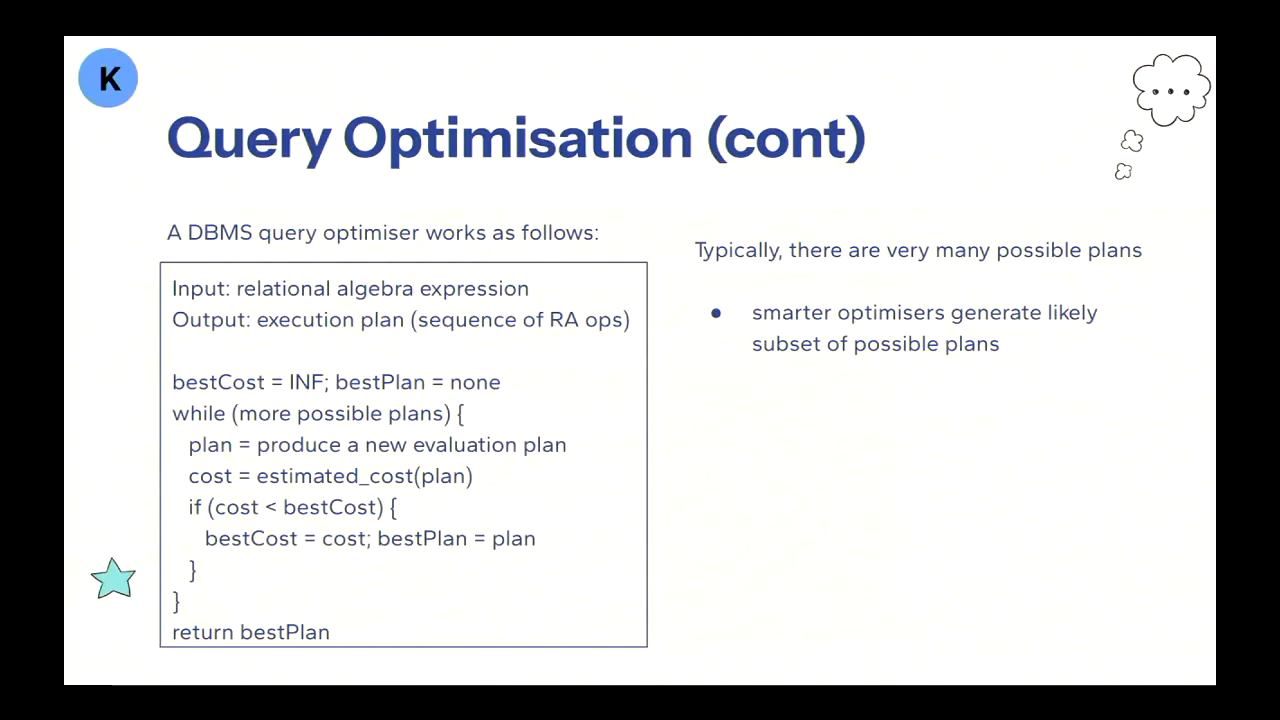 K
Query Optimisation (cont)
A DBMS query optimiser works as follows:
Input: relational algebra expression
Output: execution plan (sequence of RA ops)
bestCost = INF; bestPlan = none
while (more possible plans) {
plan = produce a new evaluation plan
cost = estimated_cost(plan)
if (cost < bestCost) {
bestCost = cost; bestPlan = plan
}
}
return bestPlan
Typically, there are very many possible plans
● smarter optimisers generate likely
subset of possible plans